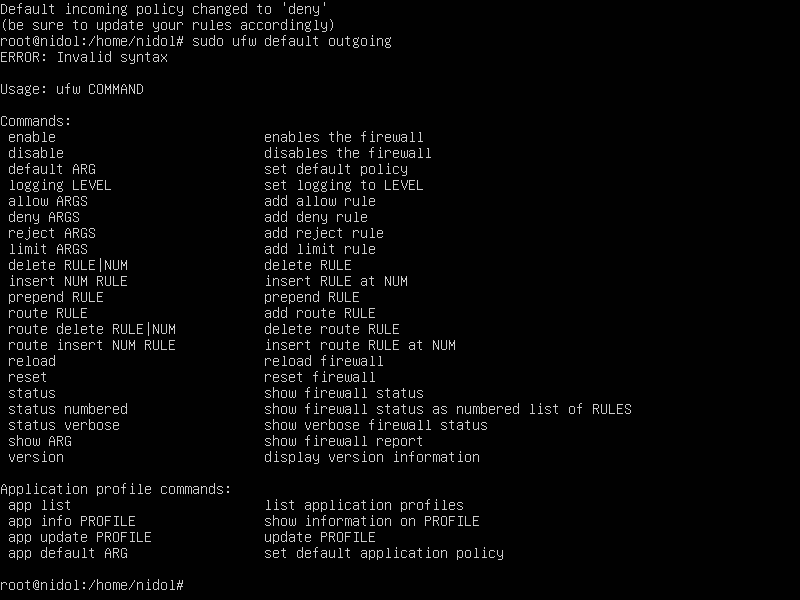 Default incoming policy changed to 'deny'
(be sure to update your rules accordingly)
root@nidol:/home/nidol# sudo ufw default outgoing
ERROR: Invalid syntax

Usage: ufw COMMAND

Commands:
 enable                          enables the firewall
 disable                         disables the firewall
 default ARG                     set default policy
 logging LEVEL                   set logging to LEVEL
 allow ARGS                      add allow rule
 deny ARGS                       add deny rule
 reject ARGS                     add reject rule
 limit ARGS                      add limit rule
 delete RULE|NUM                 delete RULE
 insert NUM RULE                 insert RULE at NUM
 prepend RULE                    prepend RULE
 route RULE                      add route RULE
 route delete RULE|NUM           delete route RULE
 route insert NUM RULE           insert route RULE at NUM
 reload                          reload firewall
 reset                           reset firewall
 status                          show firewall status
 status numbered                 show firewall status as numbered list of RULES
 status verbose                  show verbose firewall status
 show ARG                        show firewall report
 version                         display version information

Application profile commands:
 app list                        list application profiles
 app info PROFILE                show information on PROFILE
 app update PROFILE              update PROFILE
 app default ARG                 set default application policy

root@nidol:/home/nidol#